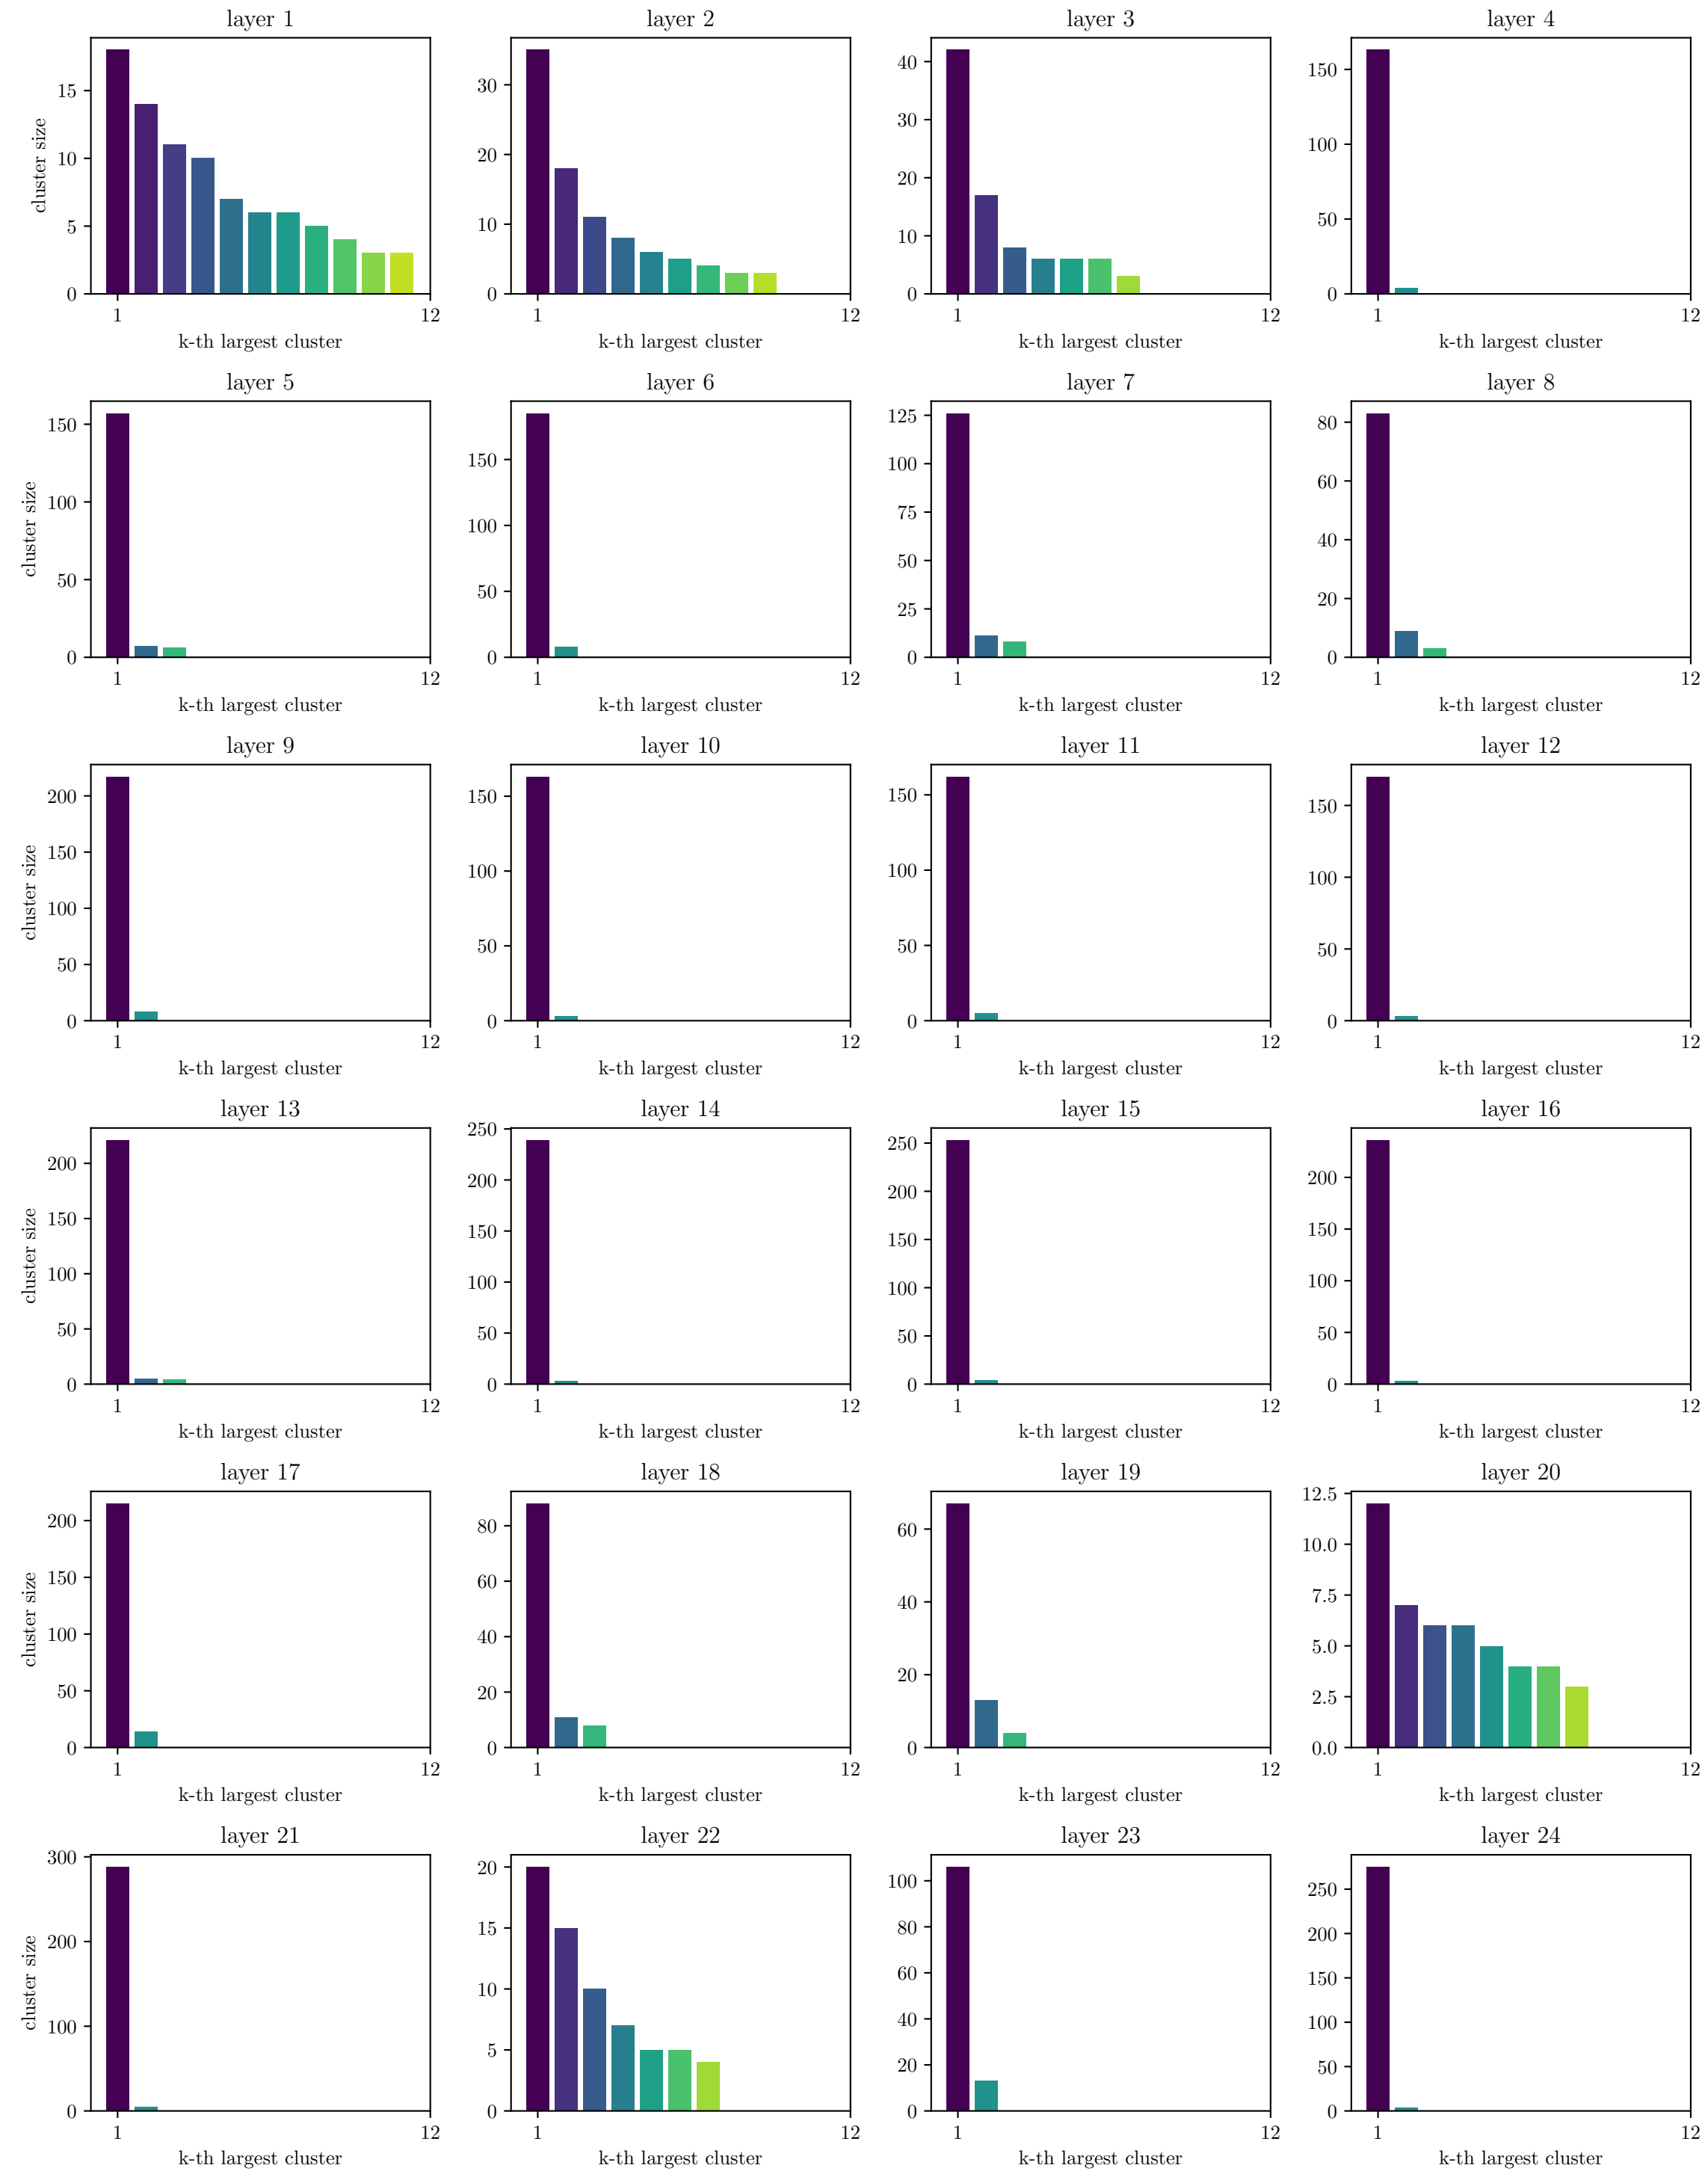 layer 1
cluster size
15
10
5
0
1 12
k-th largest cluster
layer 2
30
20
10
0
1 12
k-th largest cluster
layer 3
40
30
20
10
0
1 12
k-th largest cluster
layer 4
150
100
50
0
1 12
k-th largest cluster
layer 5
cluster size
150
100
50
0
1 12
k-th largest cluster
layer 6
150
100
50
0
1 12
k-th largest cluster
layer 7
125
100
75
50
25
0
1 12
k-th largest cluster
layer 8
80
60
40
20
0
1 12
k-th largest cluster
layer 9
cluster size
200
150
100
50
0
1 12
k-th largest cluster
layer 10
150
100
50
0
1 12
k-th largest cluster
layer 11
150
100
50
0
1 12
k-th largest cluster
layer 12
150
100
50
0
1 12
k-th largest cluster
layer 13
cluster size
200
150
100
50
0
1 12
k-th largest cluster
layer 14
250
200
150
100
50
0
1 12
k-th largest cluster
layer 15
250
200
150
100
50
0
1 12
k-th largest cluster
layer 16
200
150
100
50
0
1 12
k-th largest cluster
layer 17
cluster size
200
150
100
50
0
1 12
k-th largest cluster
layer 18
80
60
40
20
0
1 12
k-th largest cluster
layer 19
60
40
20
0
1 12
k-th largest cluster
layer 20
12.5
10.0
7.5
5.0
2.5
0.0
1 12
k-th largest cluster
layer 21
cluster size
300
200
100
0
1 12
k-th largest cluster
layer 22
20
15
10
5
0
1 12
k-th largest cluster
layer 23
100
80
60
40
20
0
1 12
k-th largest cluster
layer 24
250
200
150
100
50
0
1 12
k-th largest cluster